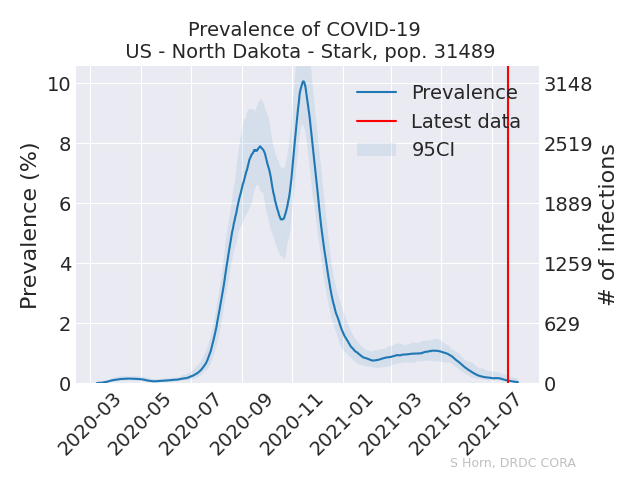 Prevalence of COVID-19
US - North Dakota - Stark, pop. 31489
Prevalence (%)
10
8
6
4
2
0
Prevalence
Latest data
95CI
3148
2519
1889
1259
629
0
# of infections
2020-03
2020-05
2020-07
2020-09
2020-11
2021-01
2021-03
2021-05
2021-07
S Horn, DRDC CORA